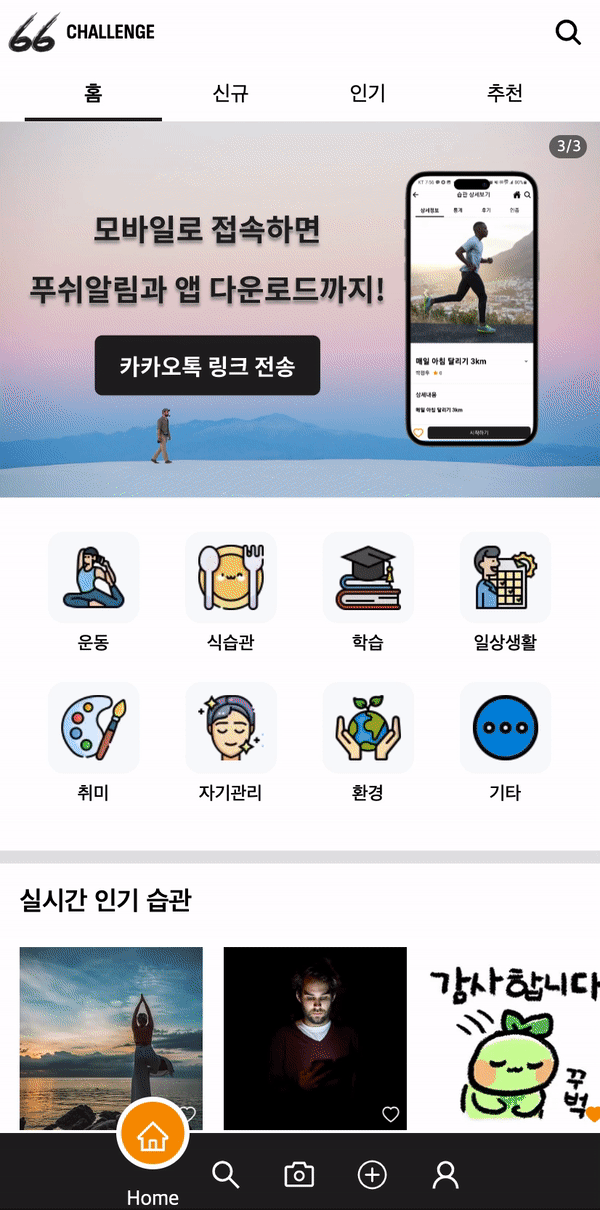 66 CHALLENGE
홈 신규 인기 추천
3/3
모바일로 접속하면
푸쉬알림과 앱 다운로드까지!
카카오톡 링크 전송
습관 상세보기
상세정보 통계 후기 인증
매일 아침 달리기 3km
상세내용
매일 아침 달리기 3km
시작하기
운동 식습관 학습 일상생활
취미 자기관리 환경 기타
실시간 인기 습관
감사합니다
꾸
벅
Home